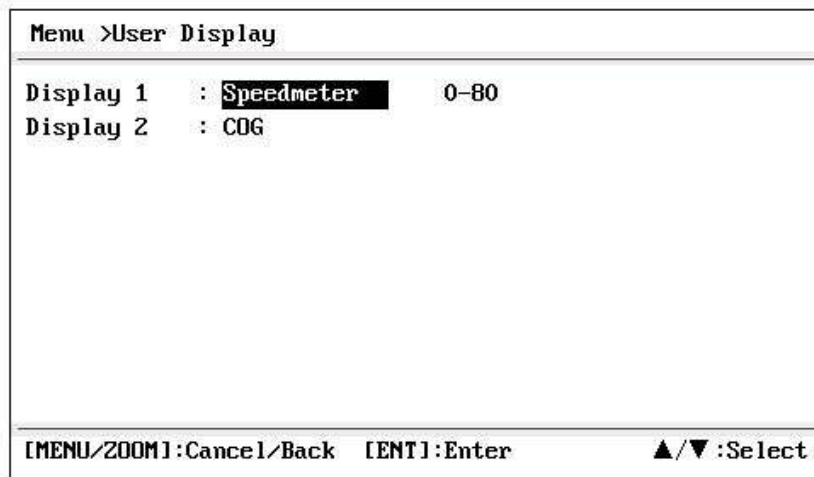 Menu >User Display
Display 1 : Speedmeter 0-80
Display 2 : COG
[MENU/ZOOM]:Cancel/Back [ENT]:Enter ▲/▼:Select